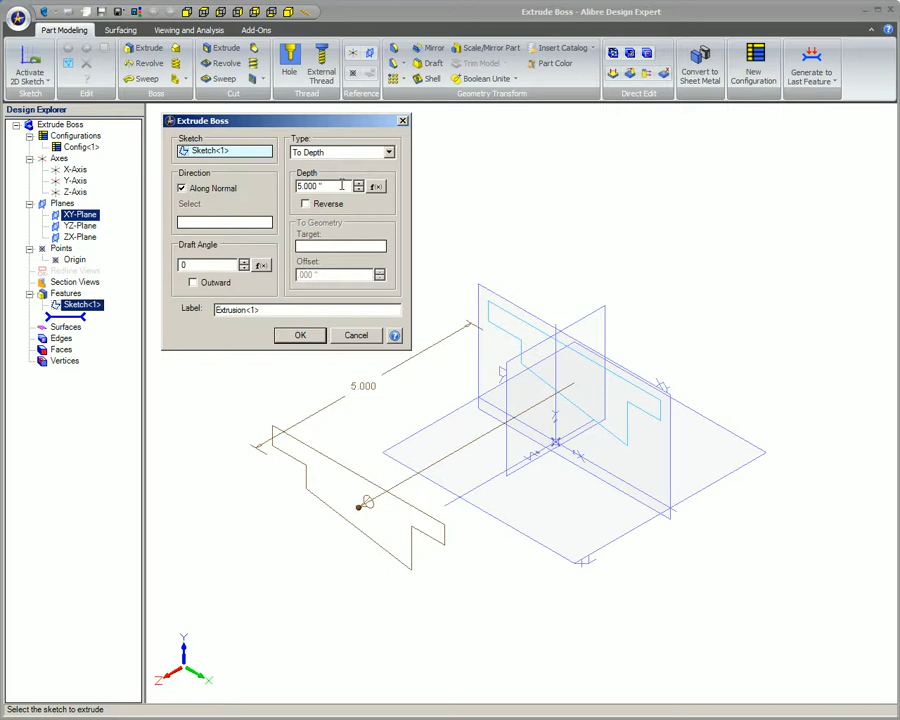 Extrude Boss - Alibre Design Expert
Part Modeling
Surfacing
Viewing and Analysis
Add-Ons
Activate
2D Sketch
Sketch
Edit
Extrude
Revolve
Sweep
Boss
Extrude
Revolve
Sweep
Cut
Hole
External
Thread
Thread
Reference
Mirror
Draft
Shell
Scale/Mirror Part
Trim Model
Boolean Unite
Insert Catalog
Part Color
Geometry Transform
Direct Edit
Convert to
Sheet Metal
New
Configuration
Generate to
Last Feature
Design Explorer
Extrude Boss
Configurations
Config<1>
Axes
X-Axis
Y-Axis
Z-Axis
Planes
XY-Plane
YZ-Plane
ZX-Plane
Points
Origin
Redline Views
Section Views
Features
Sketch<1>
Surfaces
Edges
Faces
Vertices
Extrude Boss
Sketch
Sketch<1>
Direction
Along Normal
Select
Draft Angle
0
f(x)
Outward
Type:
To Depth
Depth
5.000 "
f(x)
Reverse
To Geometry
Target:
Offset:
.000 "
Label:
Extrusion<1>
OK
Cancel
?
5.000
Y
Z
X
Select the sketch to extrude